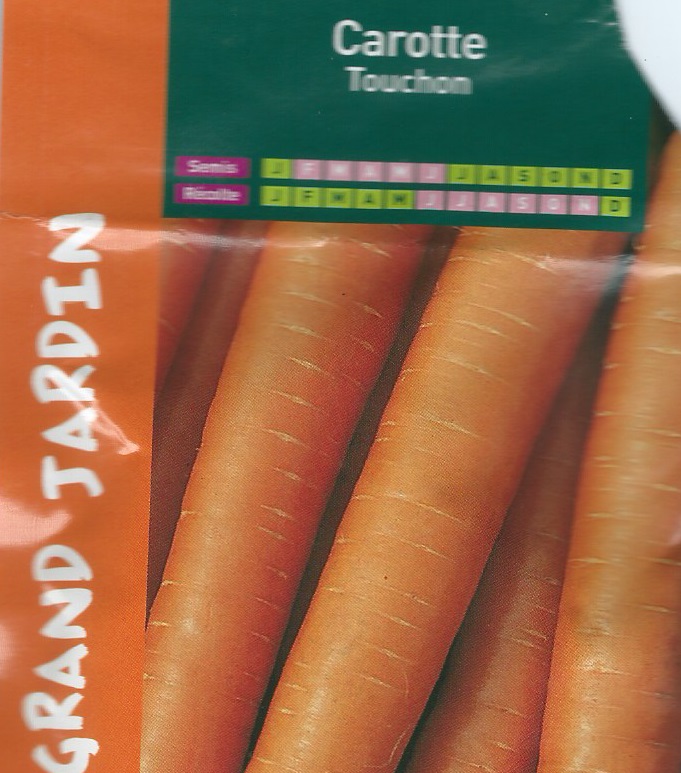 Carotte
Touchon
Semis J F M A M J J A S O N D
Récolte J F M A M J J A S O N D
GRAND JARDIN